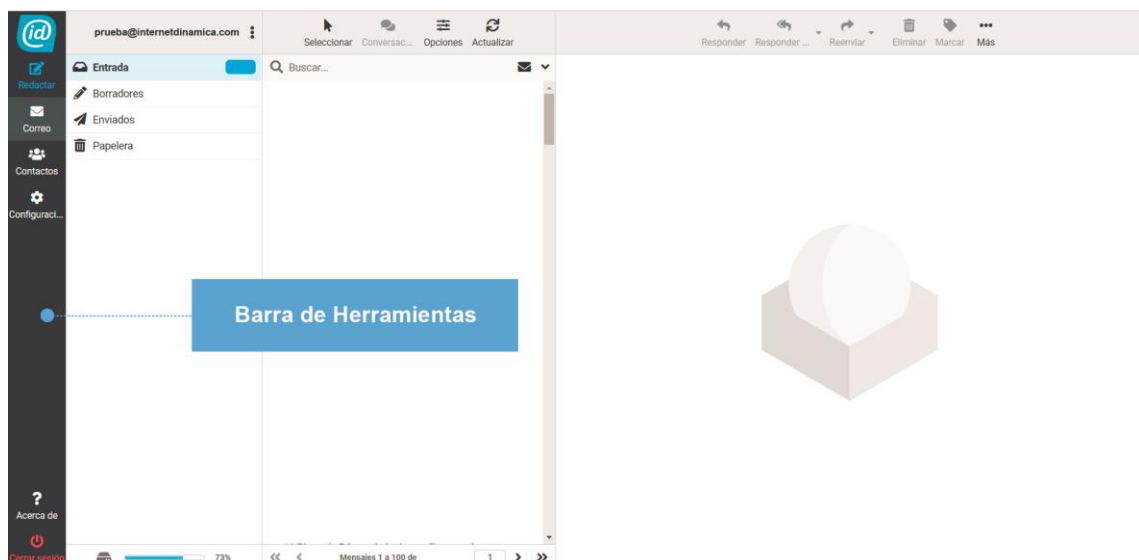 id
prueba@internetdinamica.com
Seleccionar
Conversac...
Opciones
Actualizar
Responder
Responder ...
Reenviar
Eliminar
Marcar
Más
Redactar
Correo
Contactos
Configuraci...
Acerca de
Cerrar sesión
Entrada
Borradores
Enviados
Papelera
73%
Buscar...
Mensajes 1 a 100 de
1
Barra de Herramientas